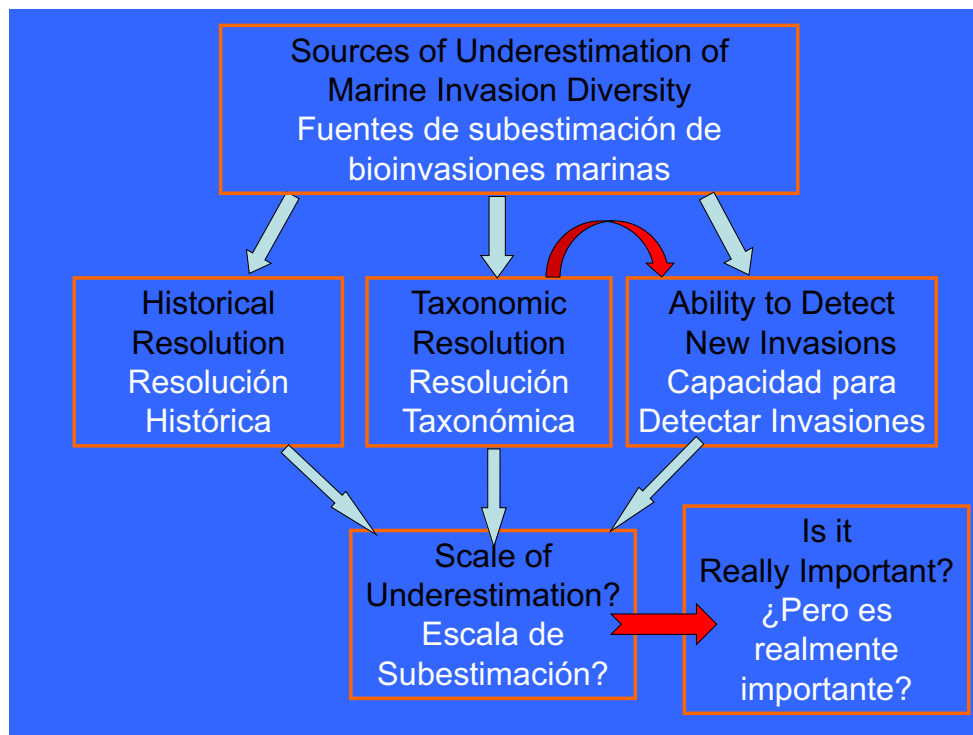 Sources of Underestimation of
Marine Invasion Diversity
Fuentes de subestimación de
bioinvasiones marinas
Historical
Resolution
Resolución
Histórica
Taxonomic
Resolution
Resolución
Taxonómica
Ability to Detect
New Invasions
Capacidad para
Detectar Invasiones
Scale of
Underestimation?
Escala de
Subestimación?
Is it
Really Important?
¿Pero es
realmente
importante?